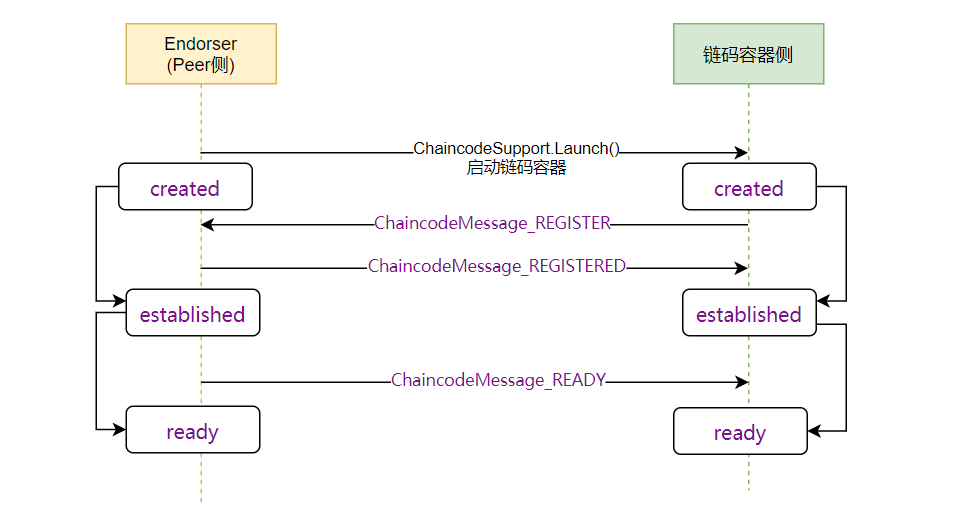 Endorser
(Peer侧)
链码容器侧
ChaincodeSupport.Launch()
启动链码容器
created
created
ChaincodeMessage_REGISTER
ChaincodeMessage_REGISTERED
established
established
ChaincodeMessage_READY
ready
ready